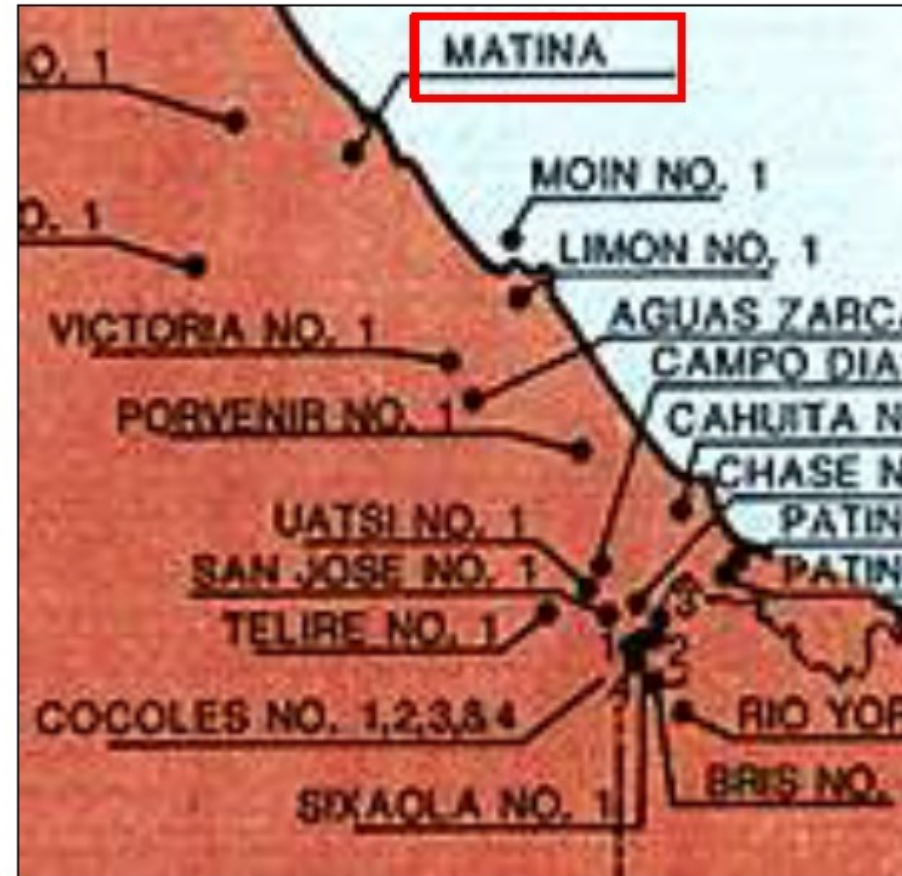 MATINA
O. 1
MOIN NO. 1
O. 1
LIMON NO. 1
VICTORIA NO. 1
AGUAS ZARCA
CAMPO DIA
PORVENIR NO. 1
CAHUITA N
CHASE N
UATSI NO. 1
PATIN
SAN JOSE NO. 1
PATIN
3
TELIRE NO. 1
1
2
4
COCOLES NO. 1,2,3,&4
RIO YOR
BRIS NO.
SIXAOLA NO. 1